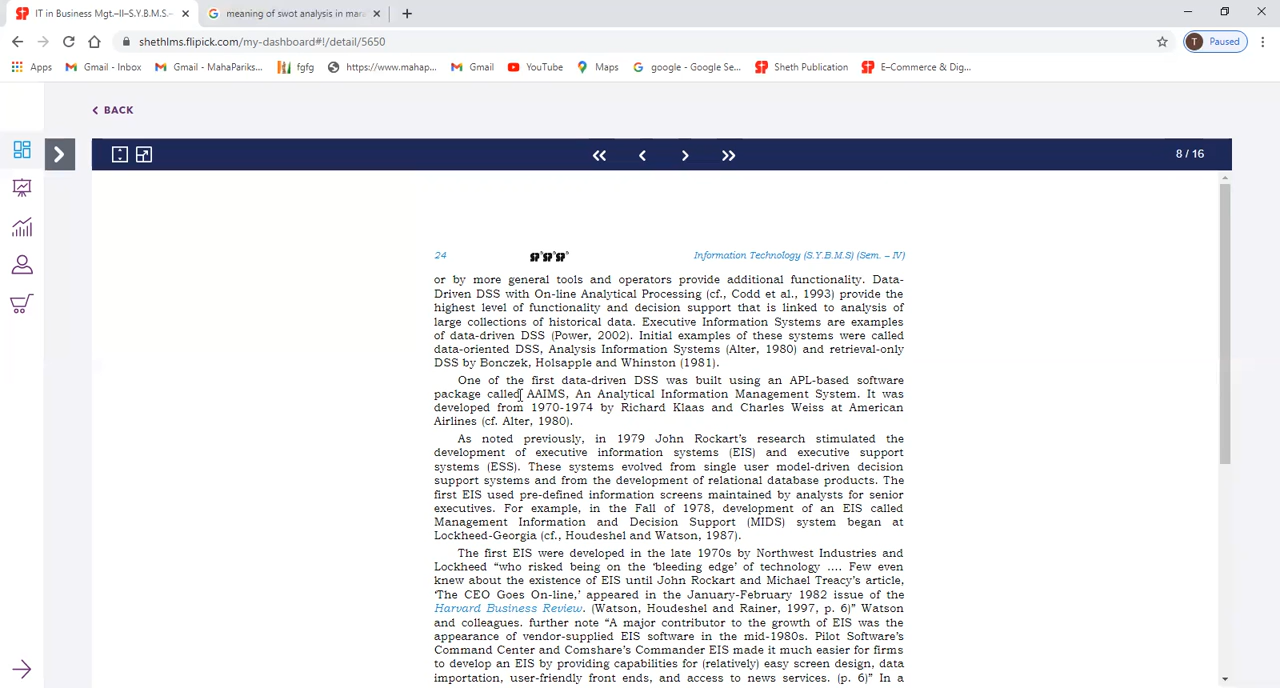 IT in Business Mgt.–II–S.Y.B.M.S.-
meaning of swot analysis in mar
shethlms.flipick.com/my-dashboard#!/detail/5650
T Paused
Apps Gmail - Inbox Gmail - MahaPariks... fgfg https://www.mahap... Gmail YouTube Maps google - Google Se... Sheth Publication E-Commerce & Dig...
BACK
8 / 16
24 Information Technology (S.Y.B.M.S) (Sem. – IV)
or by more general tools and operators provide additional functionality. Data-
Driven DSS with On-line Analytical Processing (cf., Codd et al., 1993) provide the
highest level of functionality and decision support that is linked to analysis of
large collections of historical data. Executive Information Systems are examples
of data-driven DSS (Power, 2002). Initial examples of these systems were called
data-oriented DSS, Analysis Information Systems (Alter, 1980) and retrieval-only
DSS by Bonczek, Holsapple and Whinston (1981).
One of the first data-driven DSS was built using an APL-based software
package called AAIMS, An Analytical Information Management System. It was
developed from 1970-1974 by Richard Klaas and Charles Weiss at American
Airlines (cf. Alter, 1980).
As noted previously, in 1979 John Rockart's research stimulated the
development of executive information systems (EIS) and executive support
systems (ESS). These systems evolved from single user model-driven decision
support systems and from the development of relational database products. The
first EIS used pre-defined information screens maintained by analysts for senior
executives. For example, in the Fall of 1978, development of an EIS called
Management Information and Decision Support (MIDS) system began at
Lockheed-Georgia (cf., Houdeshel and Watson, 1987).
The first EIS were developed in the late 1970s by Northwest Industries and
Lockheed “who risked being on the ‘bleeding edge’ of technology .... Few even
knew about the existence of EIS until John Rockart and Michael Treacy's article,
‘The CEO Goes On-line,’ appeared in the January-February 1982 issue of the
Harvard Business Review. (Watson, Houdeshel and Rainer, 1997, p. 6)” Watson
and colleagues. further note “A major contributor to the growth of EIS was the
appearance of vendor-supplied EIS software in the mid-1980s. Pilot Software's
Command Center and Comshare's Commander EIS made it much easier for firms
to develop an EIS by providing capabilities for (relatively) easy screen design, data
importation, user-friendly front ends, and access to news services. (p. 6)” In a